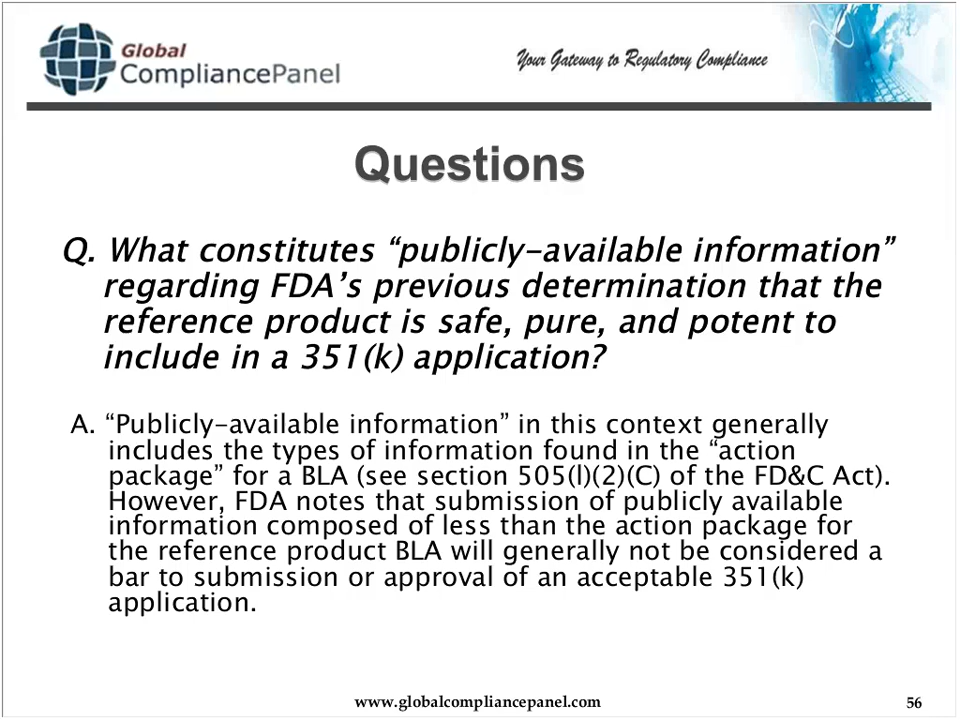 Global
CompliancePanel
Your Gateway to Regulatory Compliance
Questions
Q. What constitutes “publicly-available information”
regarding FDA’s previous determination that the
reference product is safe, pure, and potent to
include in a 351(k) application?
A. “Publicly-available information” in this context generally
includes the types of information found in the “action
package” for a BLA (see section 505(l)(2)(C) of the FD&C Act).
However, FDA notes that submission of publicly available
information composed of less than the action package for
the reference product BLA will generally not be considered a
bar to submission or approval of an acceptable 351(k)
application.
www.globalcompliancepanel.com
56